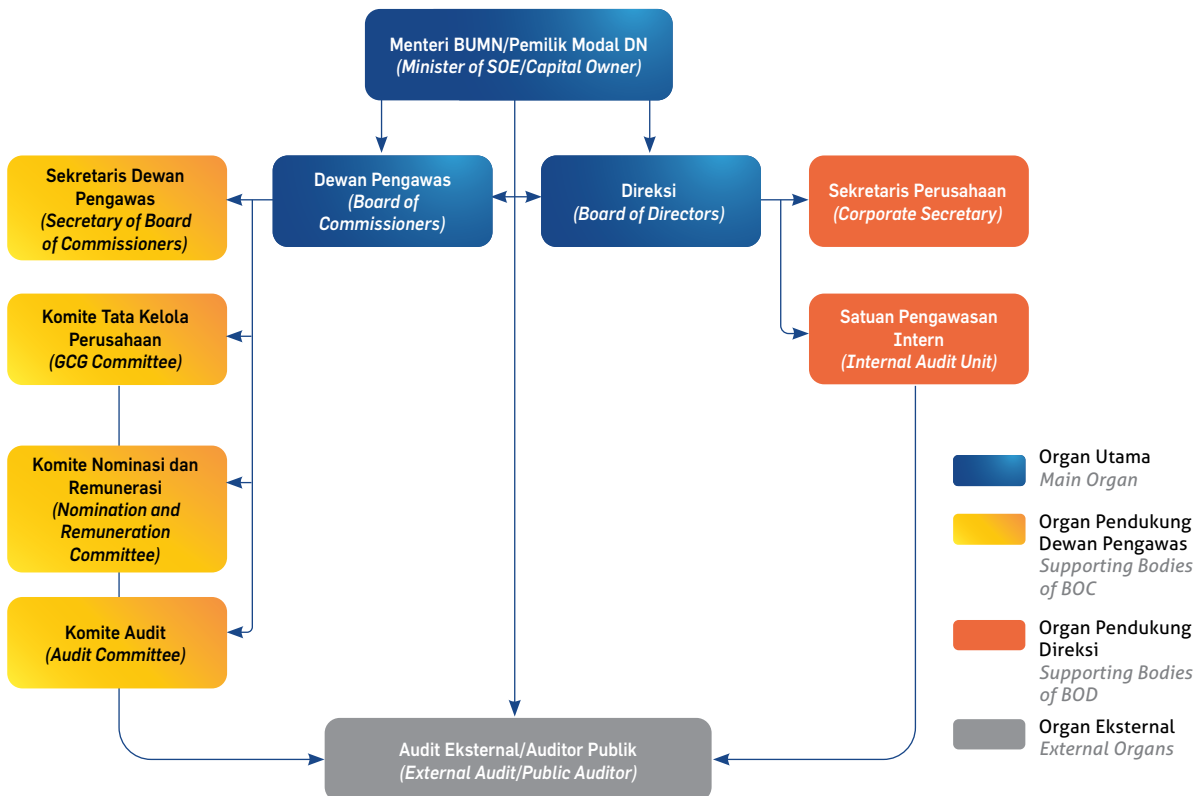 Menteri BUMN/Pemilik Modal DN
(Minister of SOE/Capital Owner)
Sekretaris Dewan
Pengawas
(Secretary of Board
of Commissioners)
Dewan Pengawas
(Board of
Commissioners)
Direksi
(Board of Directors)
Sekretaris Perusahaan
(Corporate Secretary)
Komite Tata Kelola
Perusahaan
(GCG Committee)
Satuan Pengawasan
Intern
(Internal Audit Unit)
Komite Nominasi dan
Remunerasi
(Nomination and
Remuneration
Committee)
Komite Audit
(Audit Committee)
Audit Eksternal/Auditor Publik
(External Audit/Public Auditor)
Organ Utama
Main Organ
Organ Pendukung
Dewan Pengawas
Supporting Bodies
of BOC
Organ Pendukung
Direksi
Supporting Bodies
of BOD
Organ Eksternal
External Organs